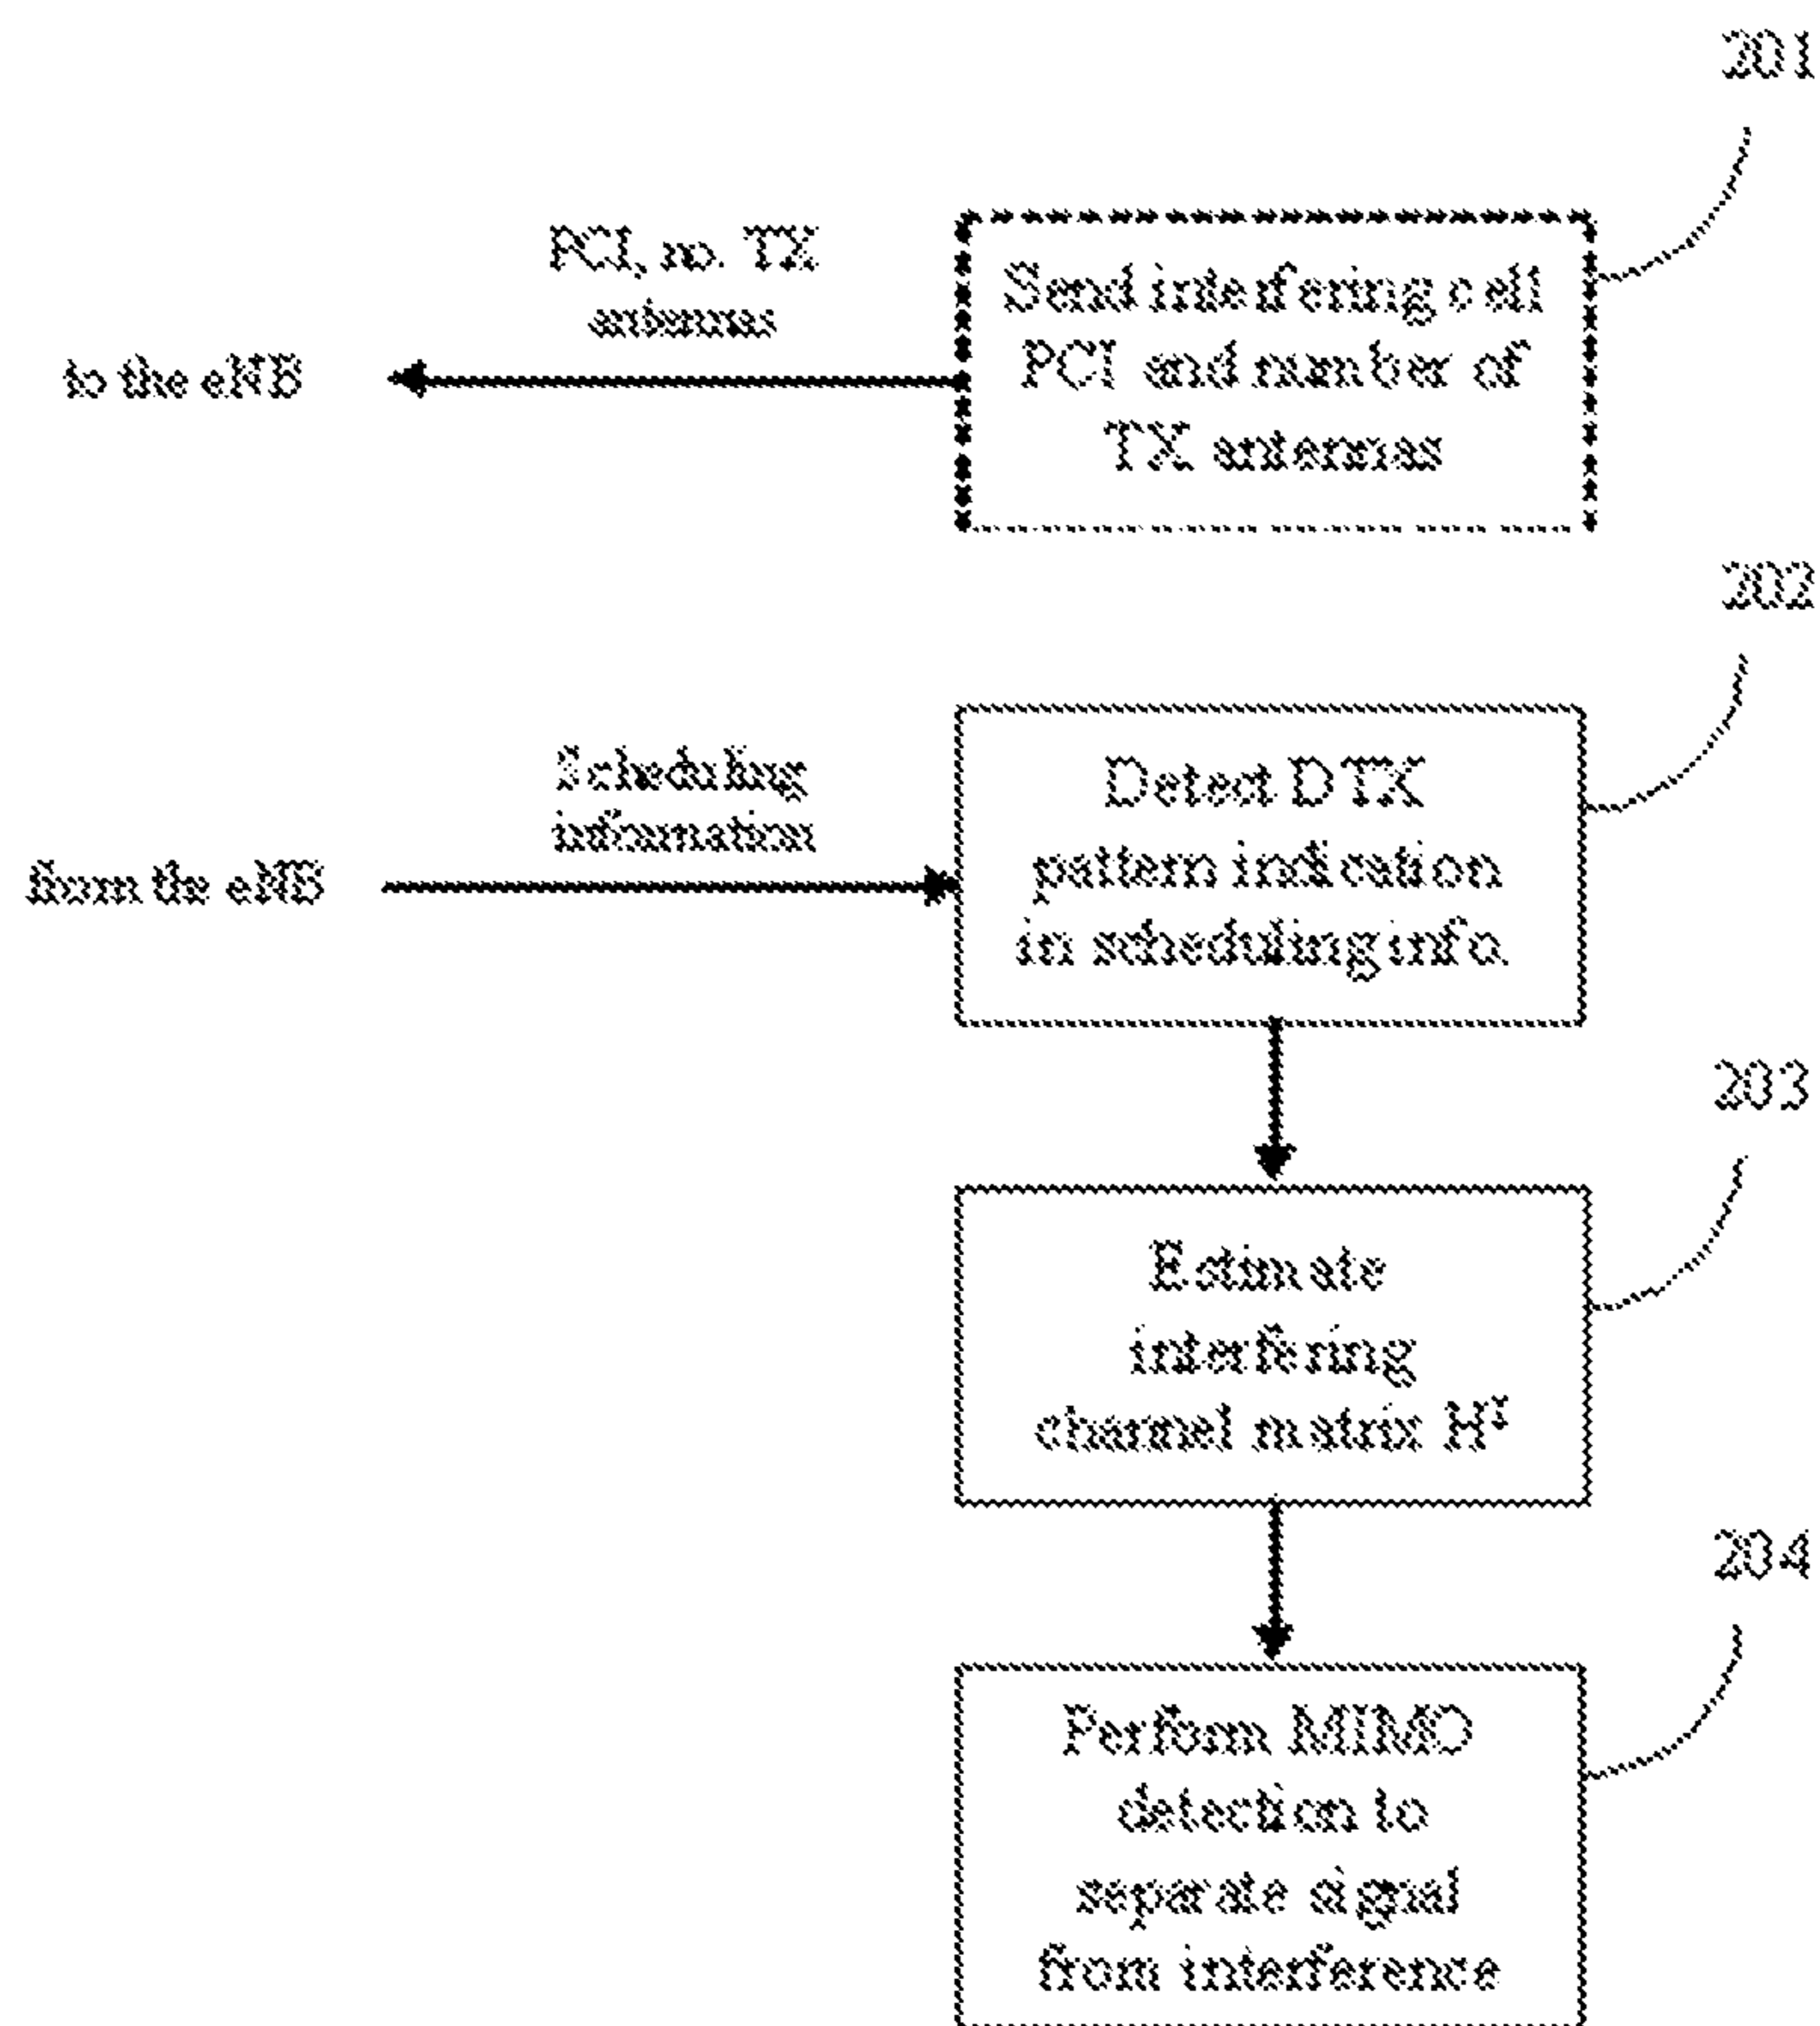 201
PCI, no. TX
antennas
to the eNB
Send interfering cell
PCI and number of
TX antennas
202
Scheduling
information
from the eNB
Detect DTX
pattern indication
in scheduling info.
203
Estimate
interfering
channel matrix Hᴵ
204
Perform MIMO
detection to
separate signal
from interference